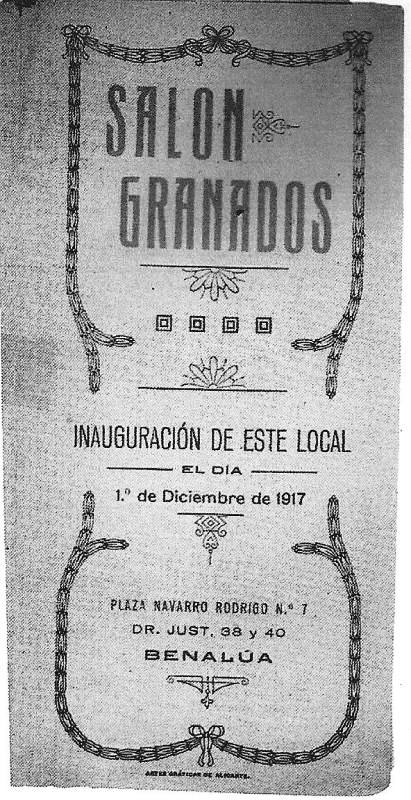 SALON
GRANADOS
INAUGURACIÓN DE ESTE LOCAL
EL DÍA
1.º de Diciembre de 1917
PLAZA NAVARRO RODRIGO N.º 7
DR. JUST, 38 y 40
BENALÚA
ARTES GRÁFICAS DE ALICANTE.